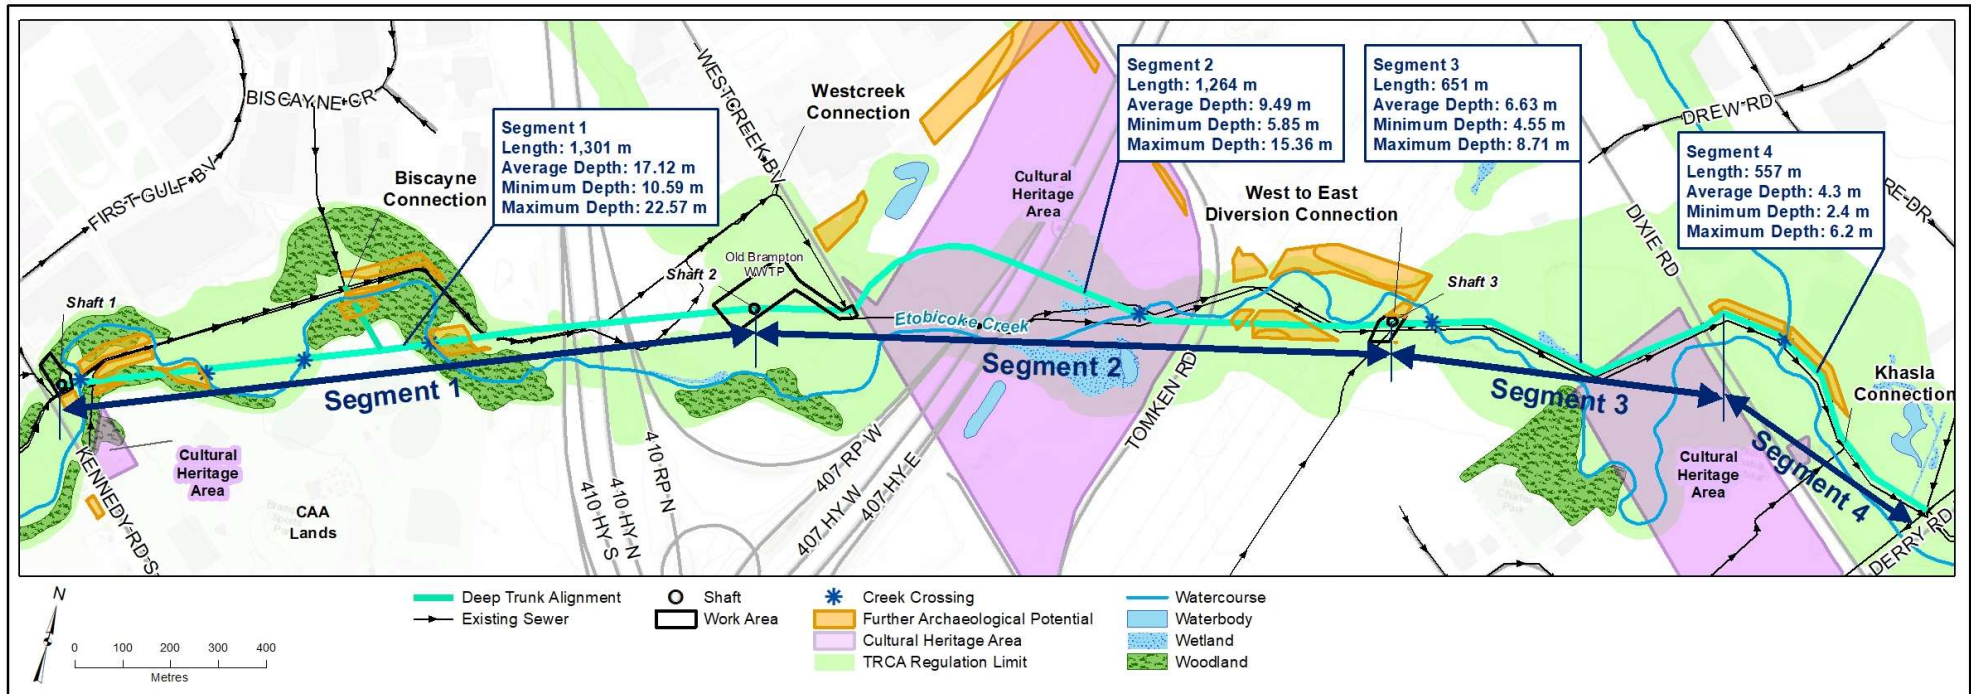 BISCAYNE CR
FIRST GULF BV
Segment 1
Length: 1,301 m
Average Depth: 17.12 m
Minimum Depth: 10.59 m
Maximum Depth: 22.57 m
Biscayne
Connection
WESTCREEK BV
Westcreek
Connection
Cultural
Heritage
Area
Segment 2
Length: 1,264 m
Average Depth: 9.49 m
Minimum Depth: 5.85 m
Maximum Depth: 15.36 m
Segment 3
Length: 651 m
Average Depth: 6.63 m
Minimum Depth: 4.55 m
Maximum Depth: 8.71 m
West to East
Diversion Connection
DREW RD
Segment 4
Length: 557 m
Average Depth: 4.3 m
Minimum Depth: 2.4 m
Maximum Depth: 6.2 m
RE-DR
DIXIE RD
Shaft 1
Shaft 2
Old Brampton
WWTP
Etobicoke Creek
Shaft 3
Khasla
Connection
Segment 1
Segment 2
Segment 3
Segment 4
TOMKEN RD
KENNEDY RD S
Cultural
Heritage
Area
CAA
Lands
410 HY S
410 HY N
410 RP N
407 RP W
407 HY W
407 HY E
Cultural
Heritage
Area
DERRY RD
N
0 100 200 300 400
Metres
Deep Trunk Alignment
Existing Sewer
Shaft
Work Area
Creek Crossing
Further Archaeological Potential
Cultural Heritage Area
TRCA Regulation Limit
Watercourse
Waterbody
Wetland
Woodland